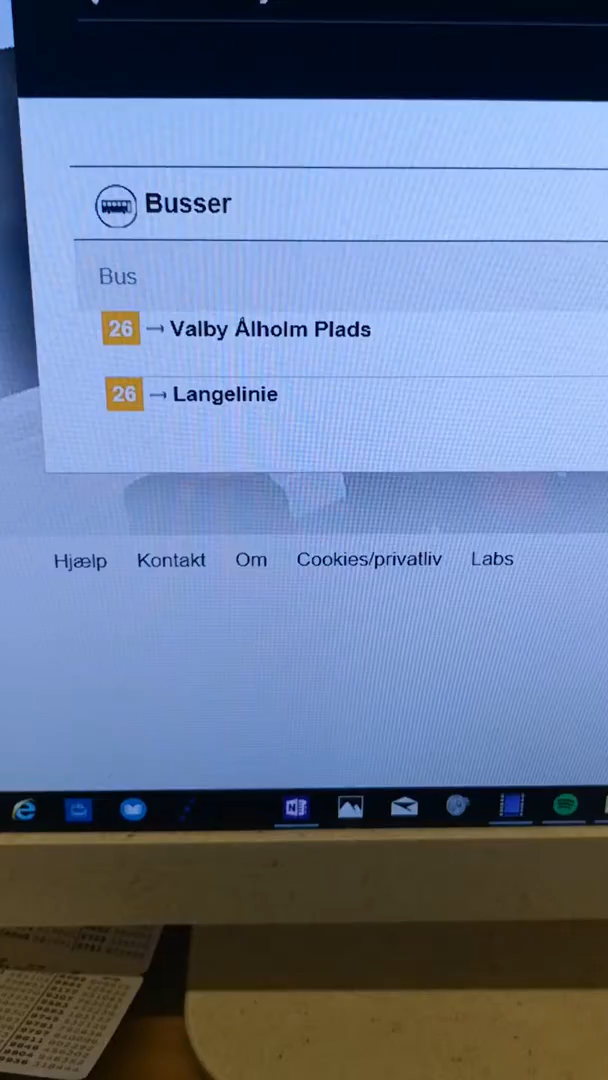 Busser
Bus
26 → Valby Ålholm Plads
26 → Langelinie
Hjælp Kontakt Om Cookies/privatliv Labs